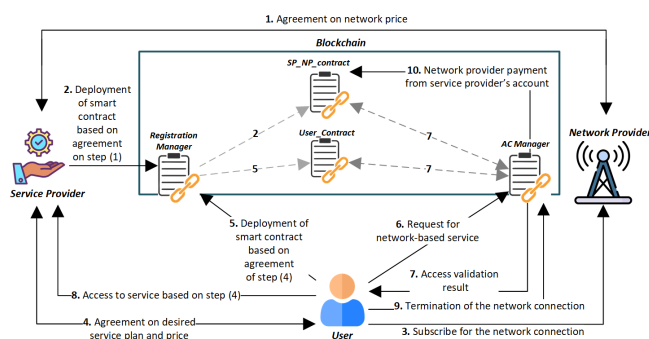 1. Agreement on network price
Blockchain
SP_NP_contract
10. Network provider payment
from service provider's account
2. Deployment
of smart
contract
based on
agreement
on step (1)
Registration
Manager
2
7
User_Contract
5
7
AC Manager
Network Provider
Service Provider
5. Deployment of
smart contract
based on
agreement
of step (4)
6. Request for
network-based service
7. Access validation
result
8. Access to service based on step (4)
9. Termination of the network connection
4. Agreement on desired
service plan and price
User
3. Subscribe for the network connection